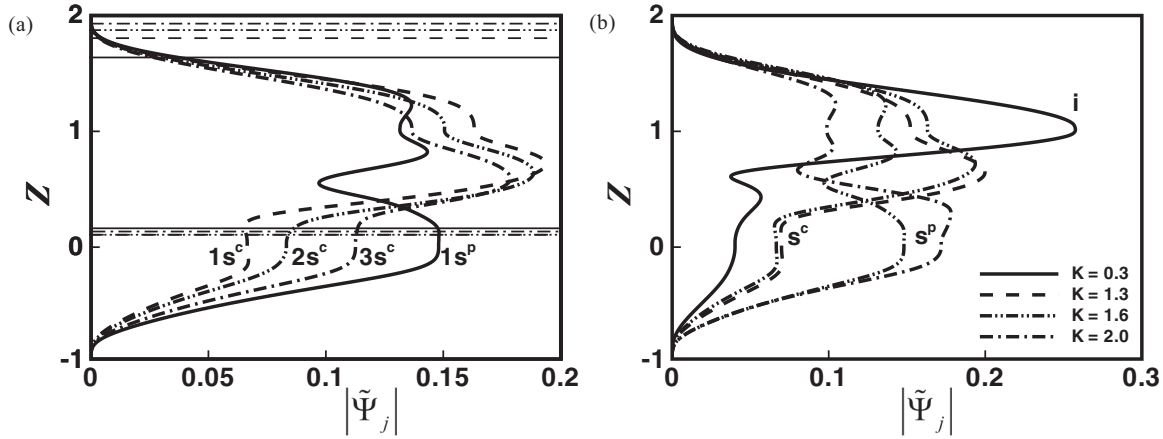 (a)
2
1
0
-1
Z
1s^c
2s^c
3s^c
1s^p
0
0.05
0.1
0.15
0.2
|Ψ̃_j|
(b)
2
1
0
-1
Z
i
s^c
s^p
K = 0.3
K = 1.3
K = 1.6
K = 2.0
0
0.1
0.2
0.3
|Ψ̃_j|